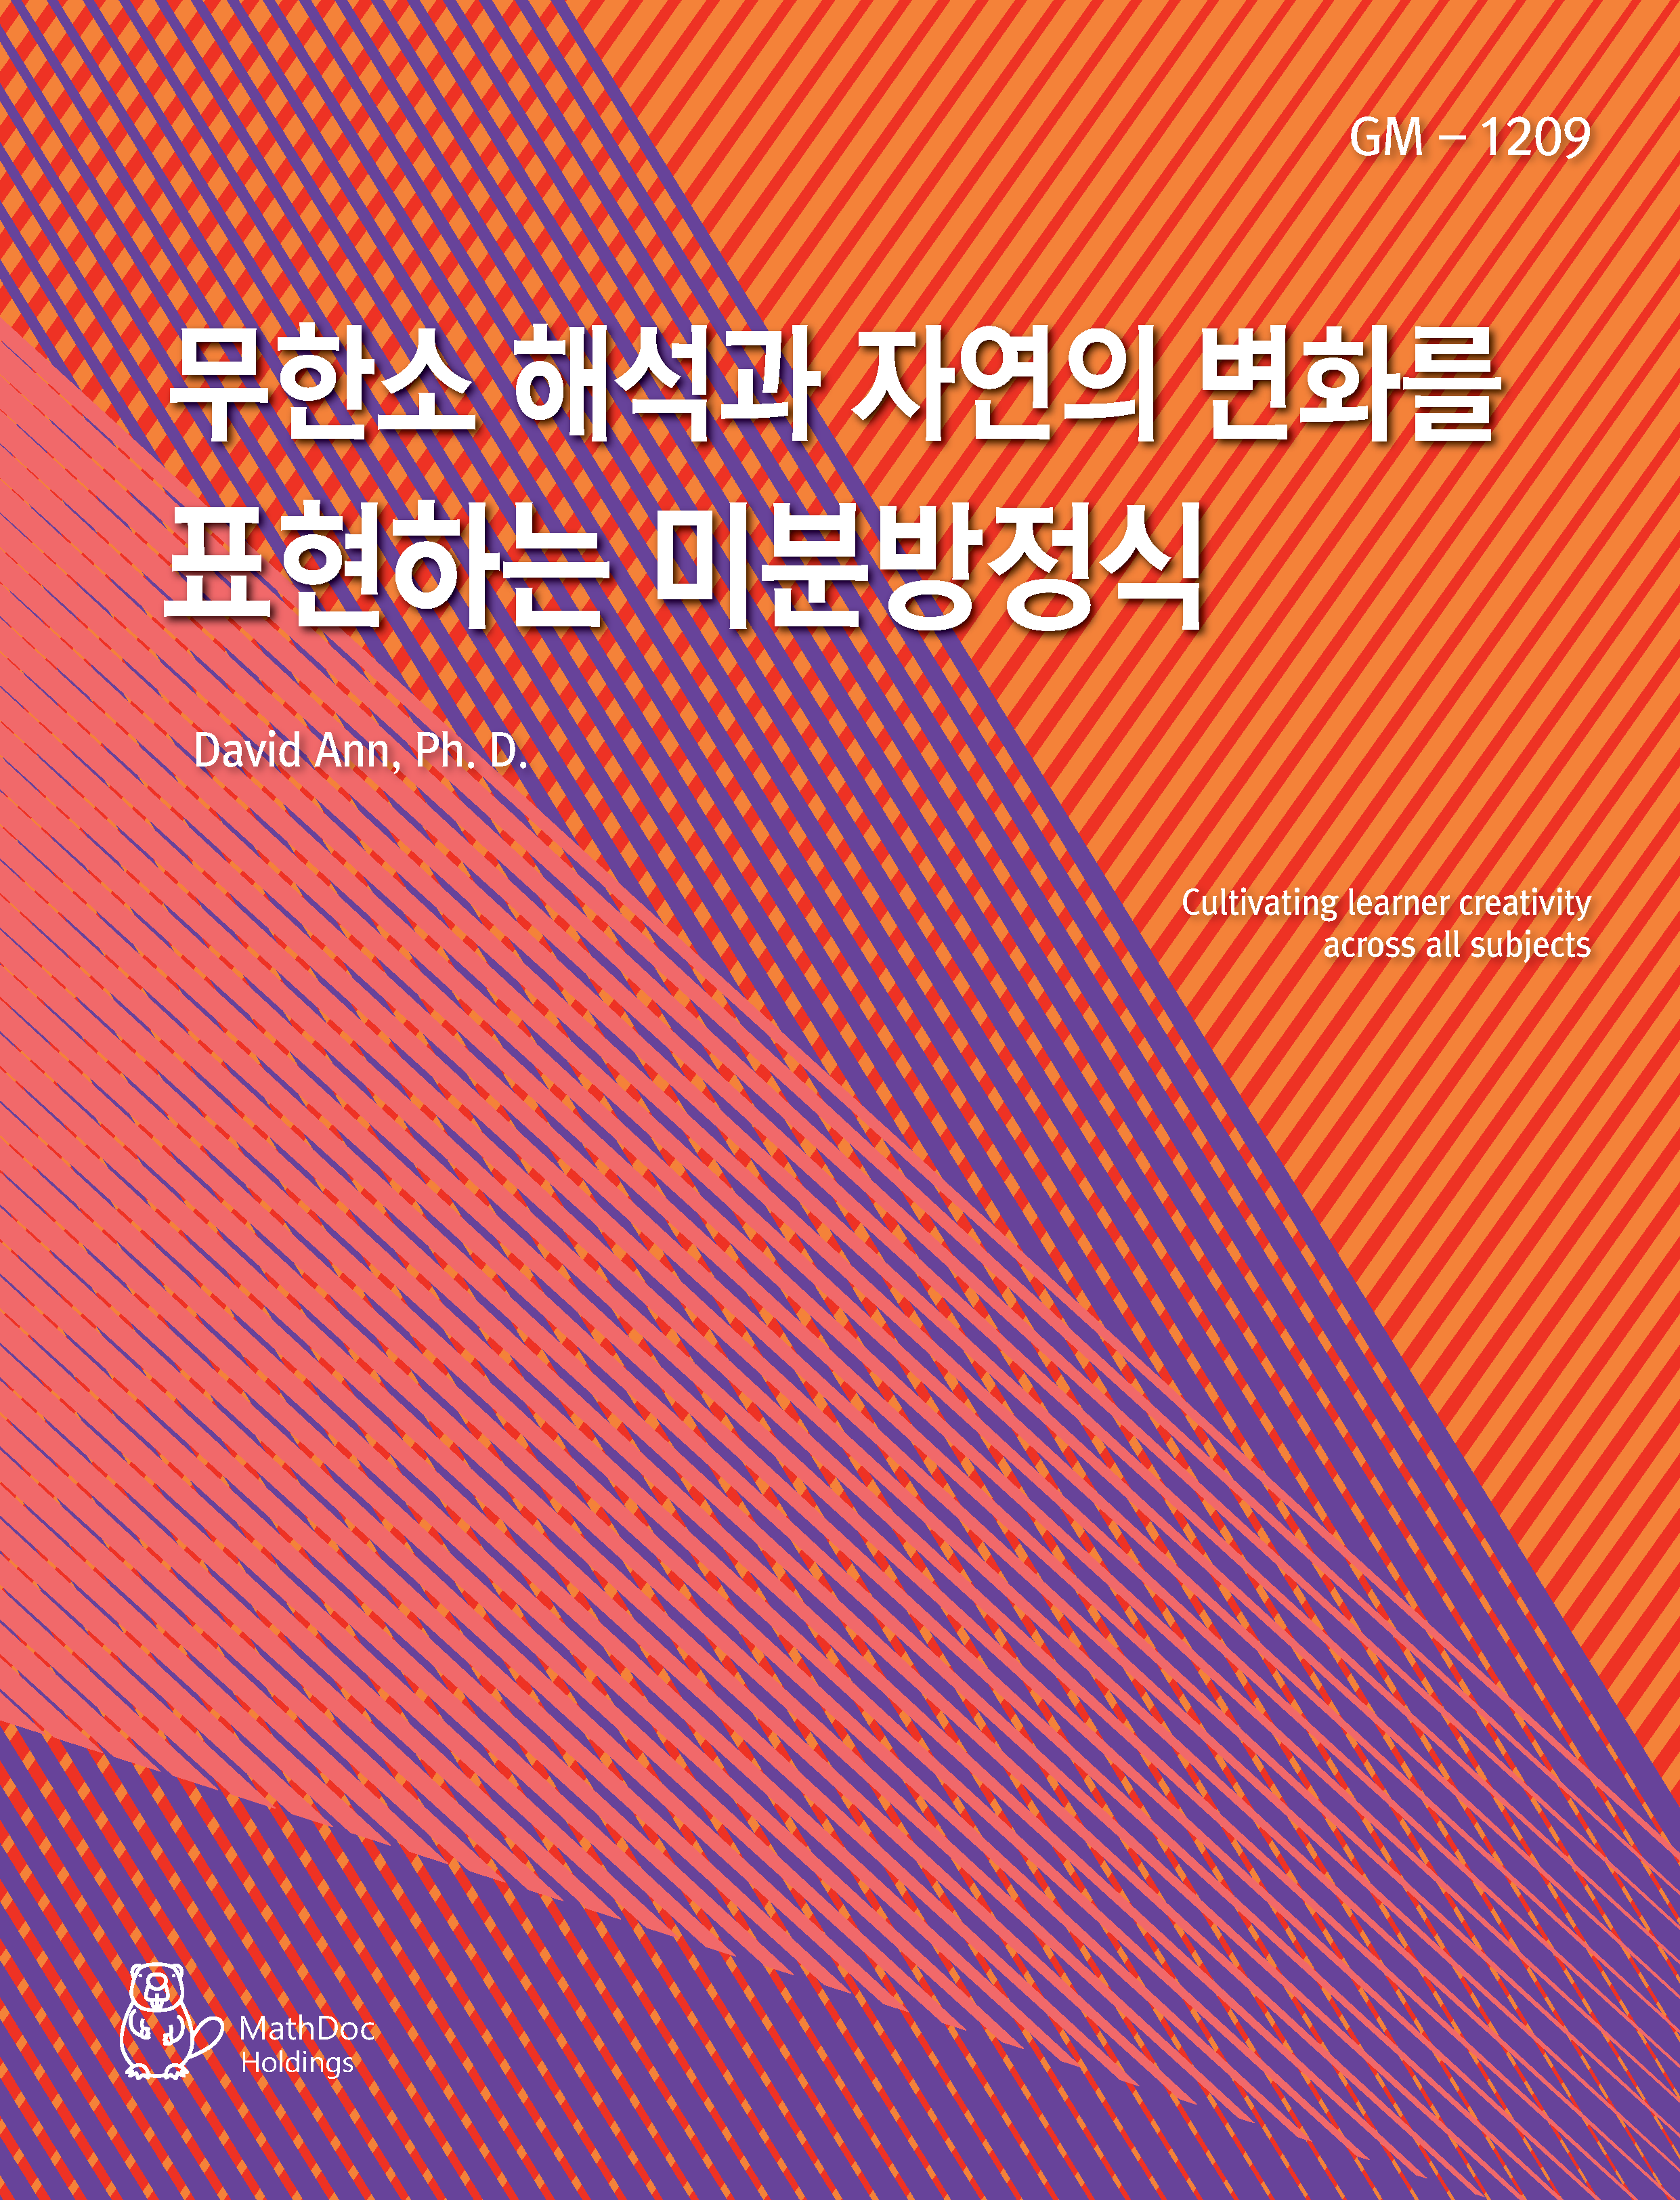 GM – 1209
무한소 해석과 자연의 변화를
표현하는 미분방정식
David Ann, Ph. D.
Cultivating learner creativity
across all subjects
MathDoc
Holdings